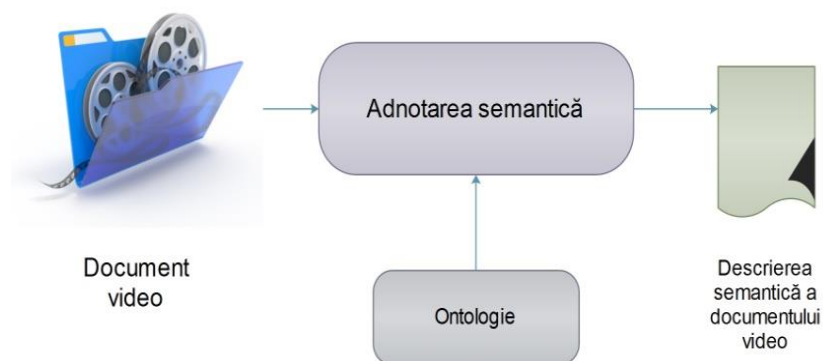 Adnotarea semantică
Document
video
Ontologie
Descrierea
semantică a
documentului
video